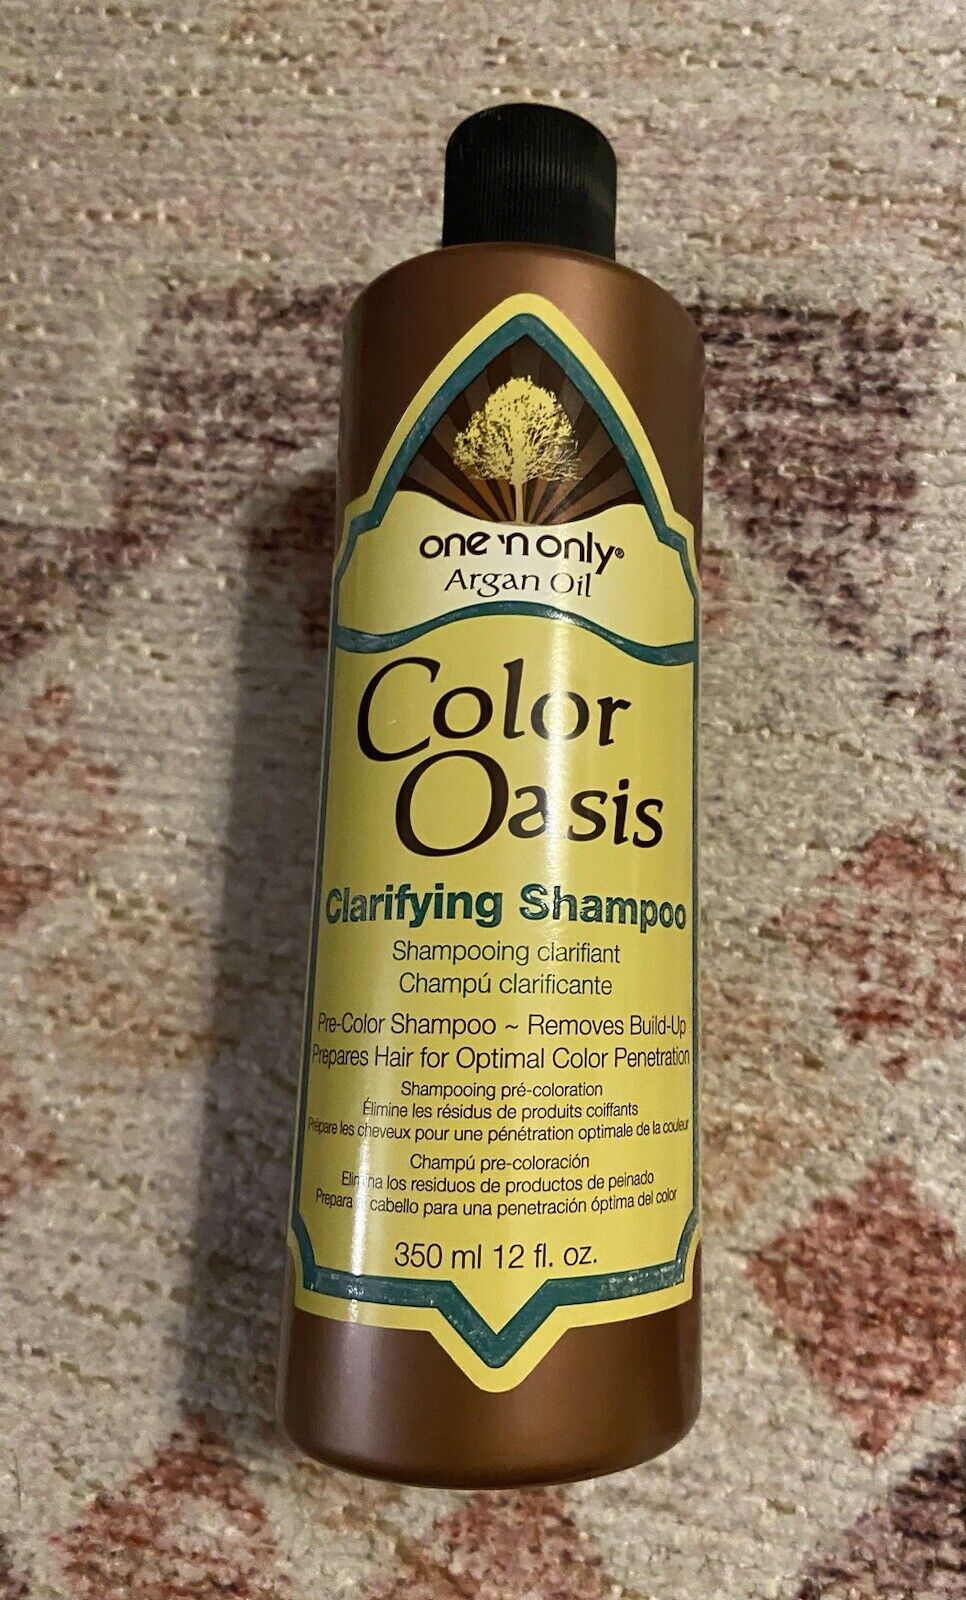 one 'n only®
Argan Oil
Color
Oasis
Clarifying Shampoo
Shampooing clarifiant
Champú clarificante
Pre-Color Shampoo ~ Removes Build-Up
Prepares Hair for Optimal Color Penetration
Shampooing pré-coloration
Élimine les résidus de produits coiffants
Prépare les cheveux pour une pénétration optimale de la couleur
Champú pre-coloración
Elimina los residuos de productos de peinado
Prepara el cabello para una penetración óptima del color
350 ml 12 fl. oz.